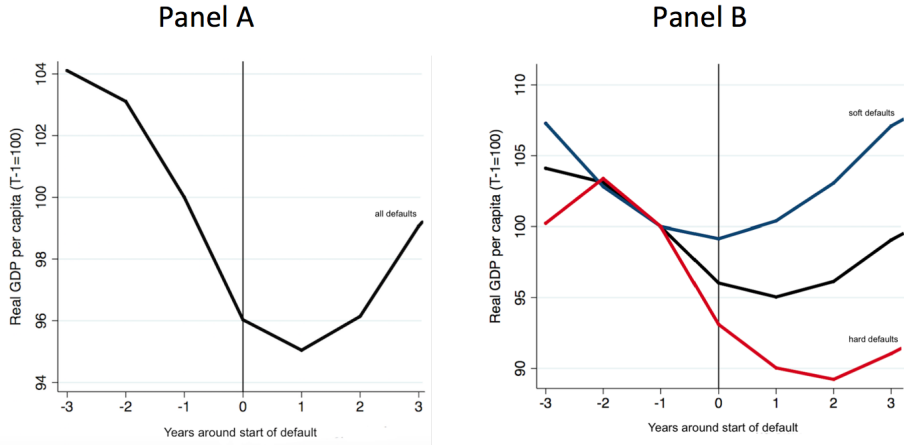 Panel A
Real GDP per capita (T-1=100)
104
102
100
98
96
94
all defaults
-3 -2 -1 0 1 2 3
Years around start of default
Panel B
Real GDP per capita (T-1=100)
110
105
100
95
90
soft defaults
hard defaults
-3 -2 -1 0 1 2 3
Years around start of default